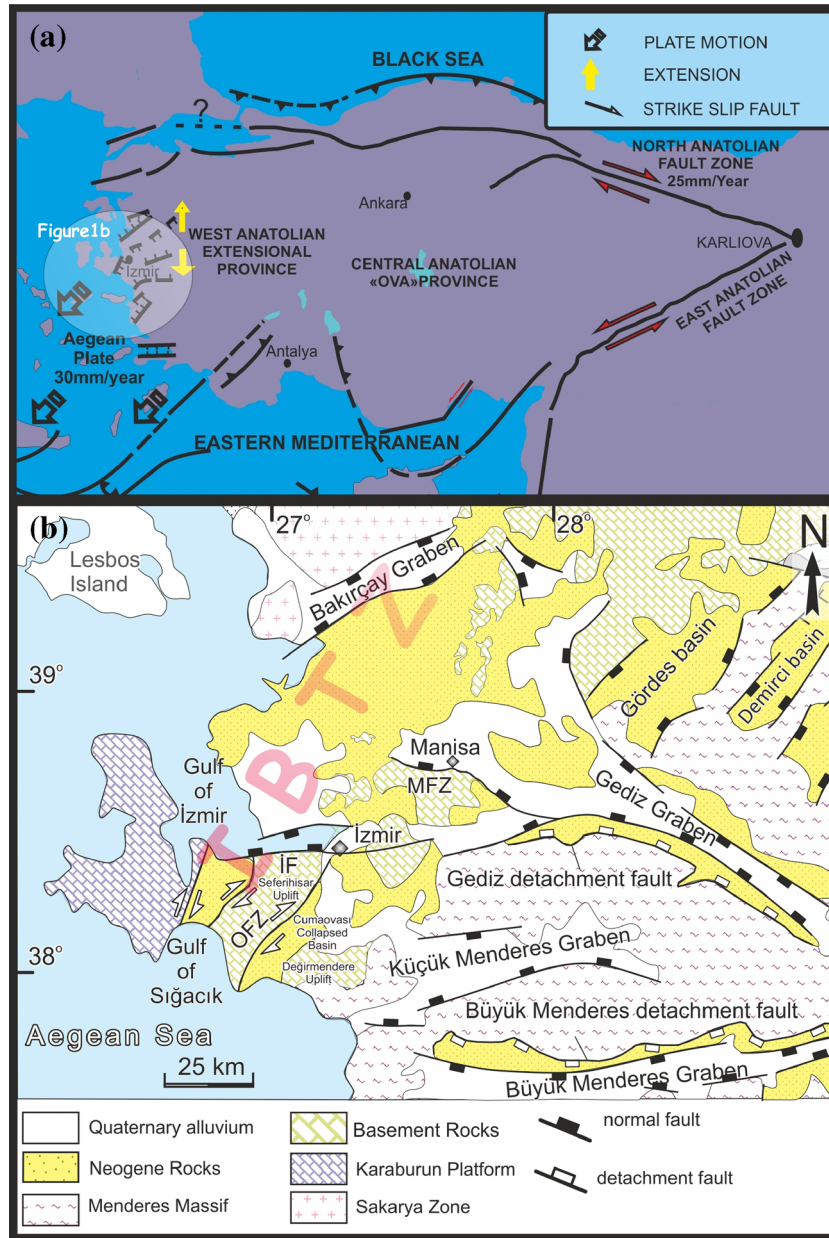 (a)
BLACK SEA
PLATE MOTION
EXTENSION
STRIKE SLIP FAULT
?
NORTH ANATOLIAN
FAULT ZONE
25mm/Year
Ankara
Figure1b
WEST ANATOLIAN
EXTENSIONAL
PROVINCE
İzmir
CENTRAL ANATOLIAN
«OVA»PROVINCE
KARLIOVA
EAST ANATOLIAN
FAULT ZONE
Aegean
Plate
30mm/year
Antalya
EASTERN MEDITERRANEAN
(b)
27°
28°
N
Lesbos
Island
Bakırçay Graben
39°
İBTZ
Gördes basin
Demirci basin
Manisa
MFZ
Gulf
of
İzmir
Gediz Graben
İzmir
İF
Seferihisar
Uplift
Gediz detachment fault
OFZ
Cumaovası
Collapsed
Basin
38°
Gulf
of
Sığacık
Değirmendere
Uplift
Küçük Menderes Graben
Büyük Menderes detachment fault
Aegean Sea
25 km
Büyük Menderes Graben
Quaternary alluvium
Basement Rocks
normal fault
Neogene Rocks
Karaburun Platform
detachment fault
Menderes Massif
Sakarya Zone